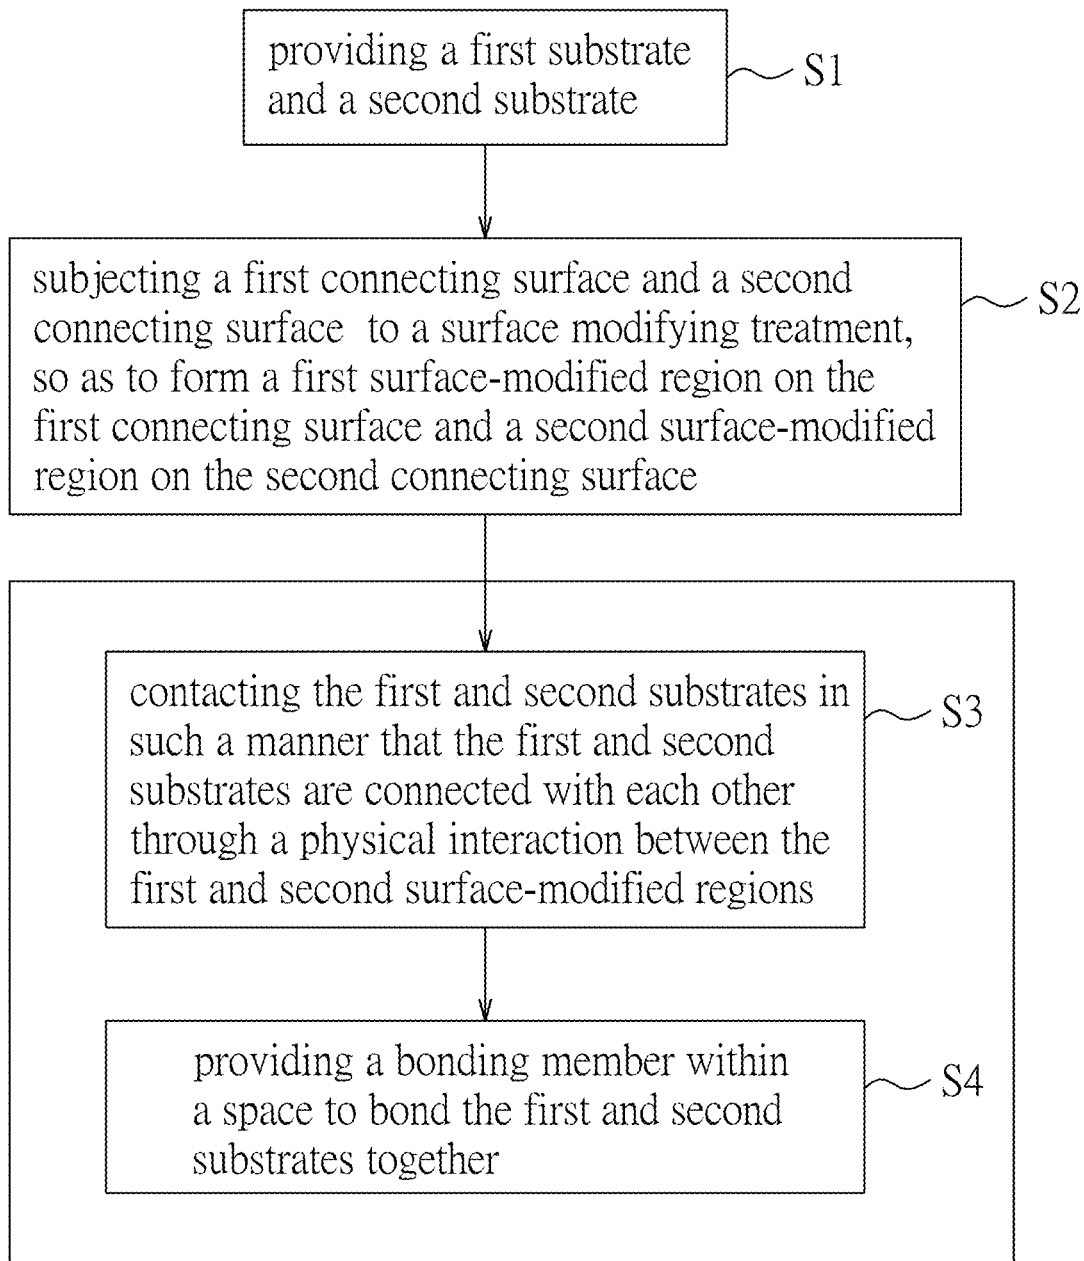 providing a first substrate
and a second substrate
S1
subjecting a first connecting surface and a second
connecting surface to a surface modifying treatment,
so as to form a first surface-modified region on the
first connecting surface and a second surface-modified
region on the second connecting surface
S2
contacting the first and second substrates in
such a manner that the first and second
substrates are connected with each other
through a physical interaction between the
first and second surface-modified regions
S3
providing a bonding member within
a space to bond the first and second
substrates together
S4